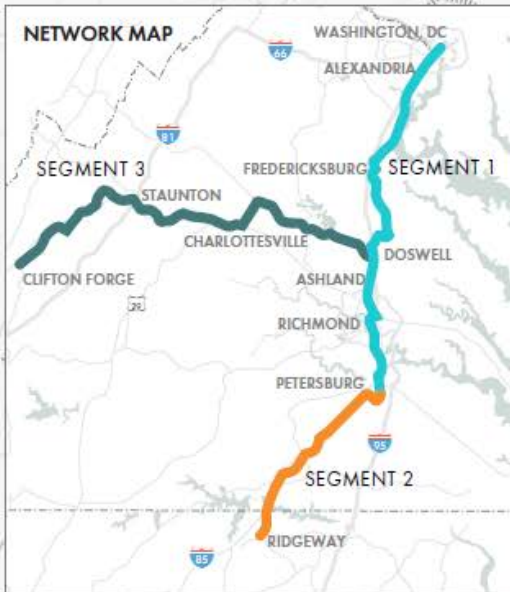 NETWORK MAP
WASHINGTON, DC
66
ALEXANDRIA
81
SEGMENT 3
FREDERICKSBURG
SEGMENT 1
STAUNTON
CHARLOTTESVILLE
DOSWELL
CLIFTON FORGE
ASHLAND
29
RICHMOND
PETERSBURG
95
SEGMENT 2
RIDGEWAY
85